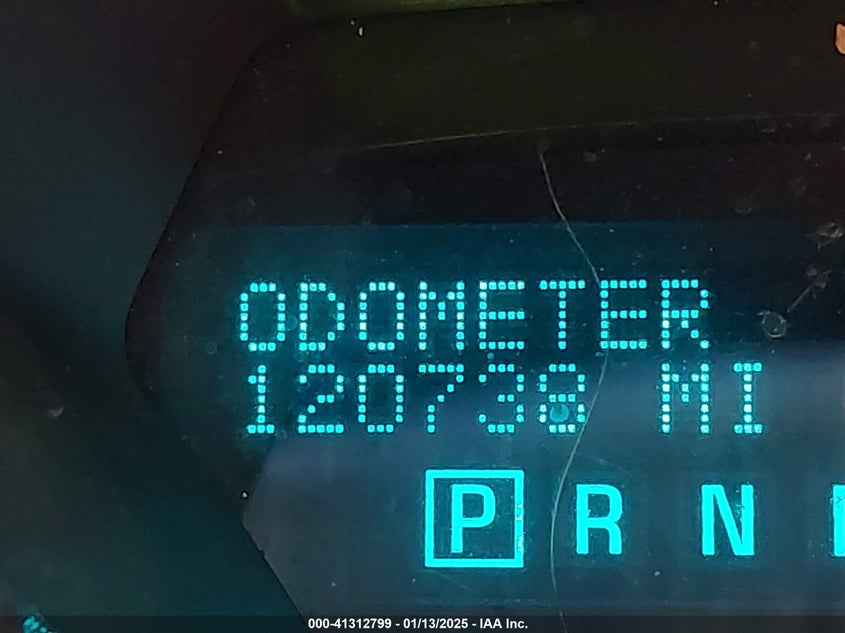 ODOMETER
120738 MI
P R N
000-41312799 - 01/13/2025 - IAA Inc.